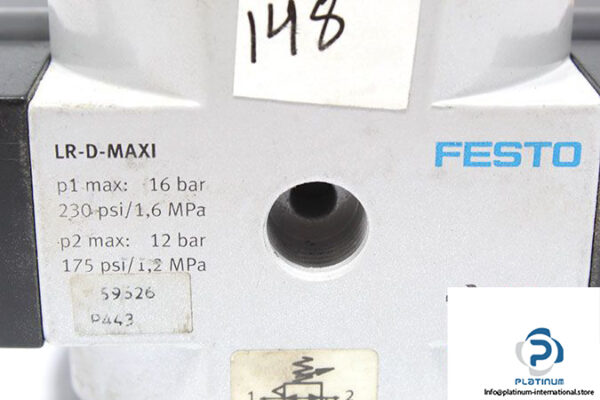 148
LR-D-MAXI
FESTO
p1 max: 16 bar
230 psi/1,6 MPa
p2 max: 12 bar
175 psi/1,2 MPa
P443
1 2
PLATINUM
Info@platinum-international.store